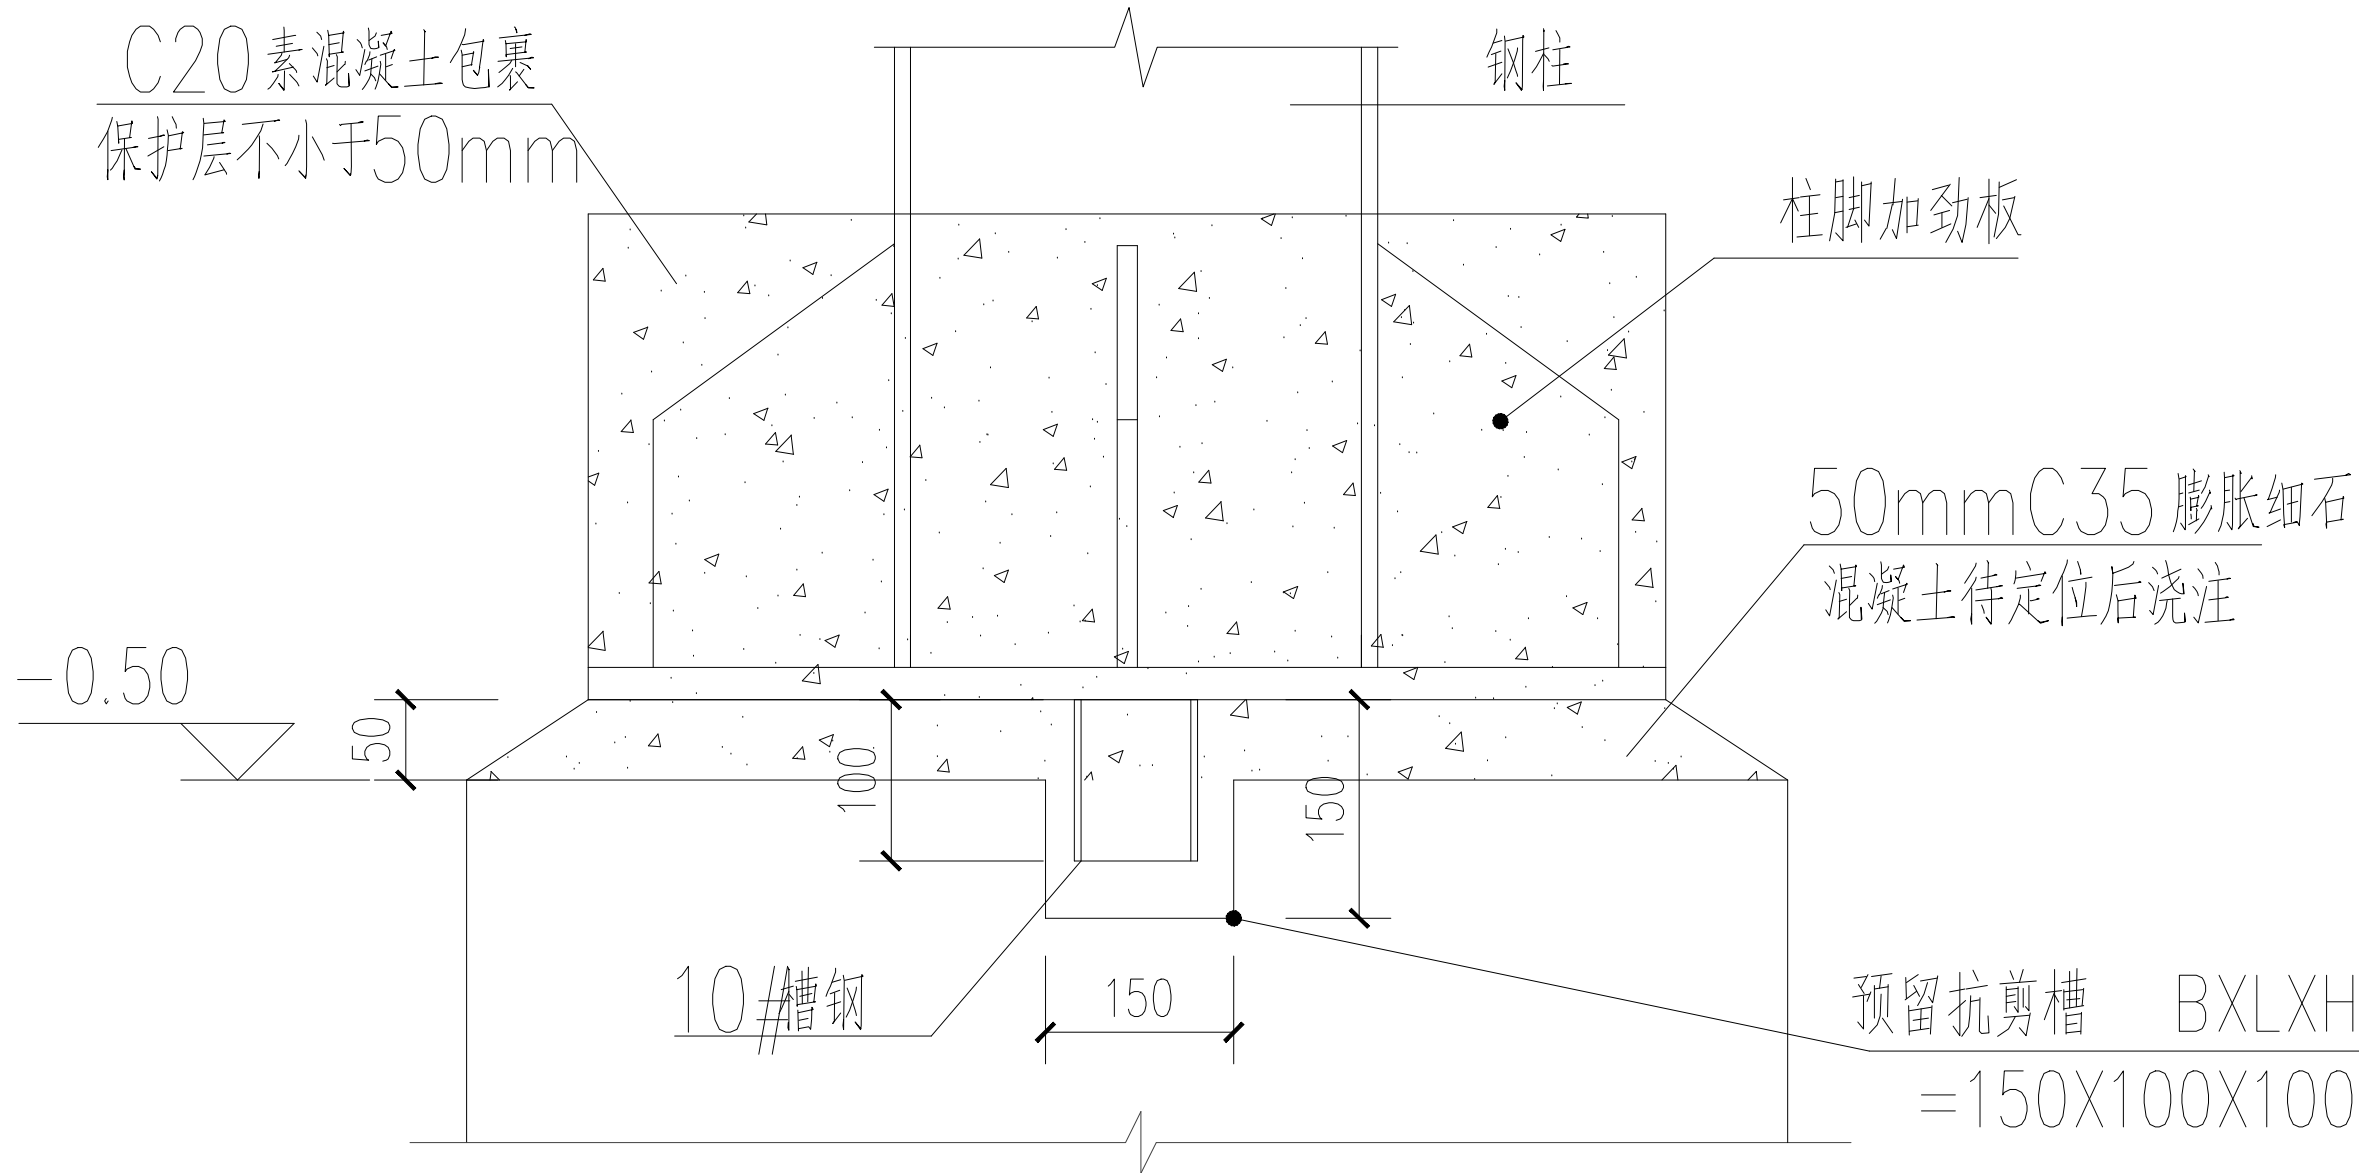 C20素混凝土包裹
保护层不小于50mm
钢柱
柱脚加劲板
50mmC35膨胀细石
混凝土待定位后浇注
-0.50
50
100
150
10#槽钢
150
预留抗剪槽 BXLXH
=150X100X100